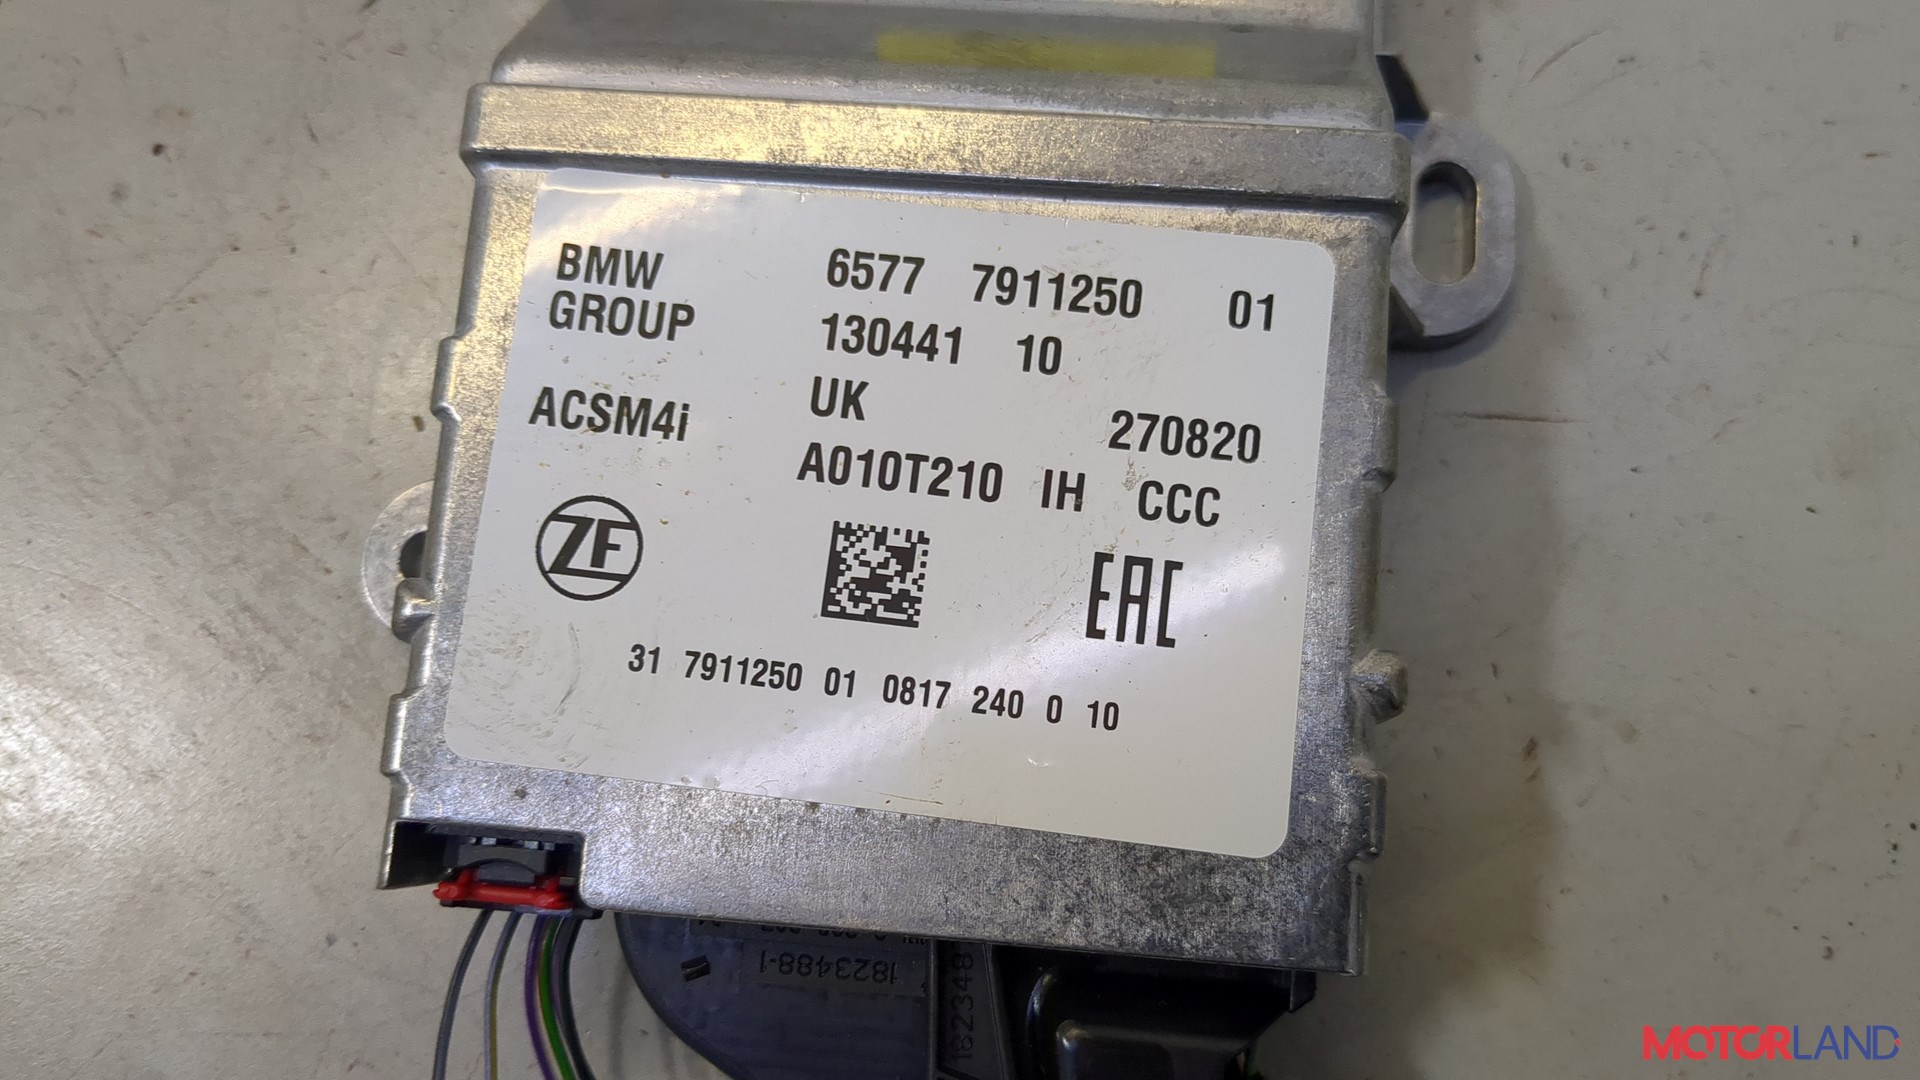 BMW GROUP
6577 7911250 01
130441 10
ACSM4i
UK 270820
A010T210 IH CCC
ZF
EAC
31 7911250 01 0817 240 0 10
1823488-1
182348
MOTORLAND